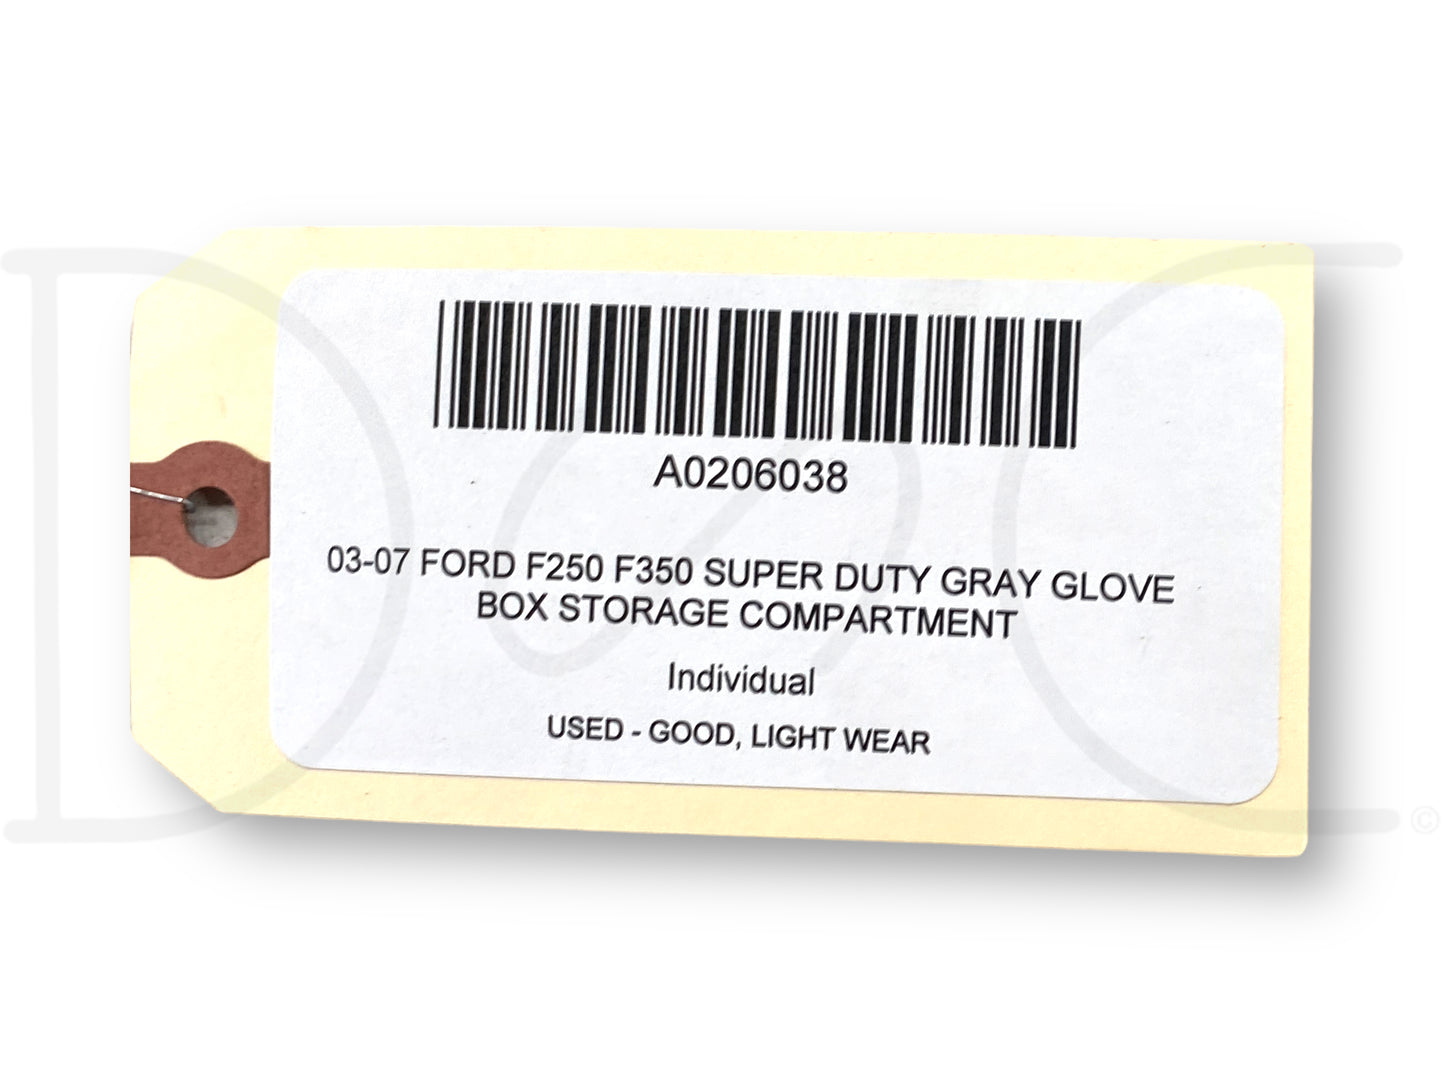 A0206038
03-07 FORD F250 F350 SUPER DUTY GRAY GLOVE
BOX STORAGE COMPARTMENT
Individual
USED - GOOD, LIGHT WEAR
D C ©